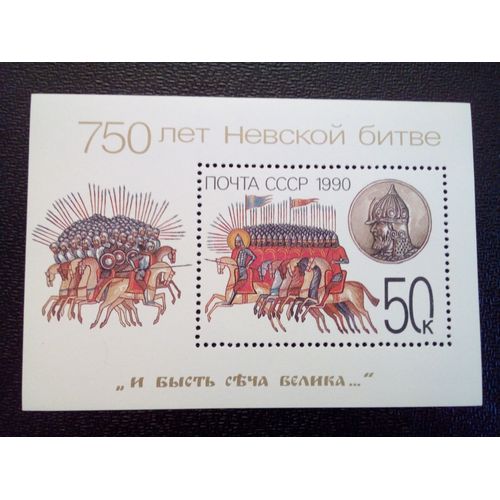 750 лет Невской битве
ПОЧТА СССР 1990
50к
„И БЫСТЬ СѢЧА ВЕЛИКА..."